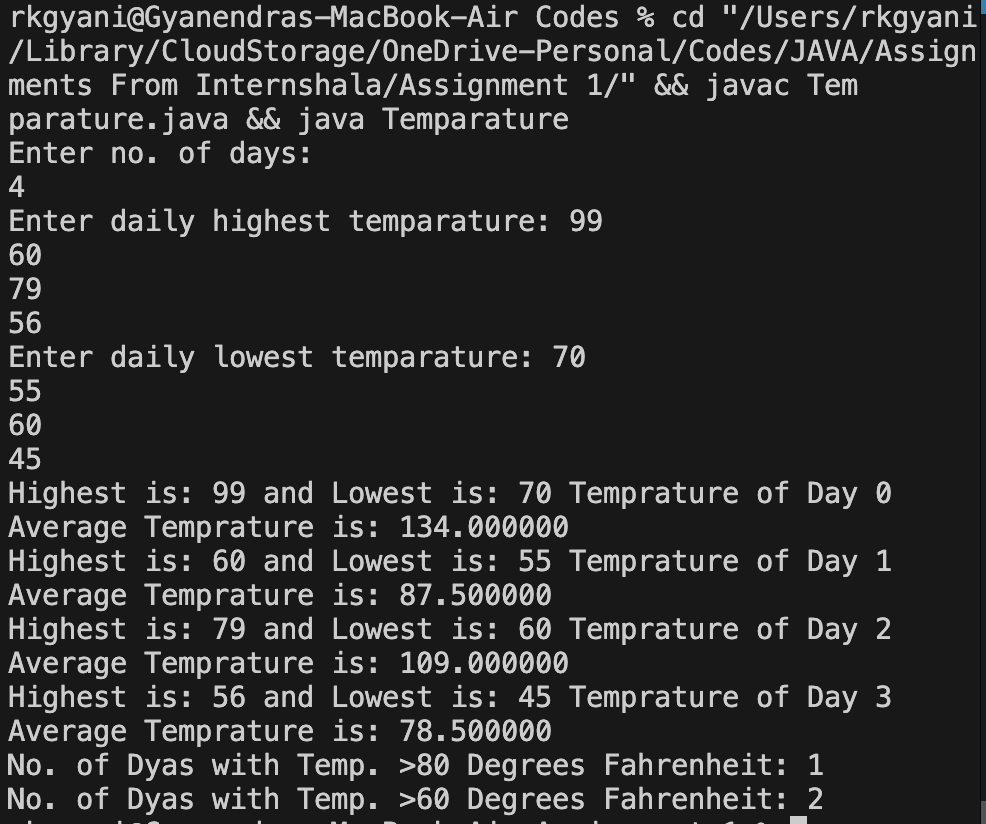 rkgyani@Gyanendras-MacBook-Air Codes % cd "/Users/rkgyani
/Library/CloudStorage/OneDrive-Personal/Codes/JAVA/Assign
ments From Internshala/Assignment 1/" && javac Tem
parature.java && java Temparature
Enter no. of days:
4
Enter daily highest temparature: 99
60
79
56
Enter daily lowest temparature: 70
55
60
45
Highest is: 99 and Lowest is: 70 Temprature of Day 0
Average Temprature is: 134.000000
Highest is: 60 and Lowest is: 55 Temprature of Day 1
Average Temprature is: 87.500000
Highest is: 79 and Lowest is: 60 Temprature of Day 2
Average Temprature is: 109.000000
Highest is: 56 and Lowest is: 45 Temprature of Day 3
Average Temprature is: 78.500000
No. of Dyas with Temp. >80 Degrees Fahrenheit: 1
No. of Dyas with Temp. >60 Degrees Fahrenheit: 2